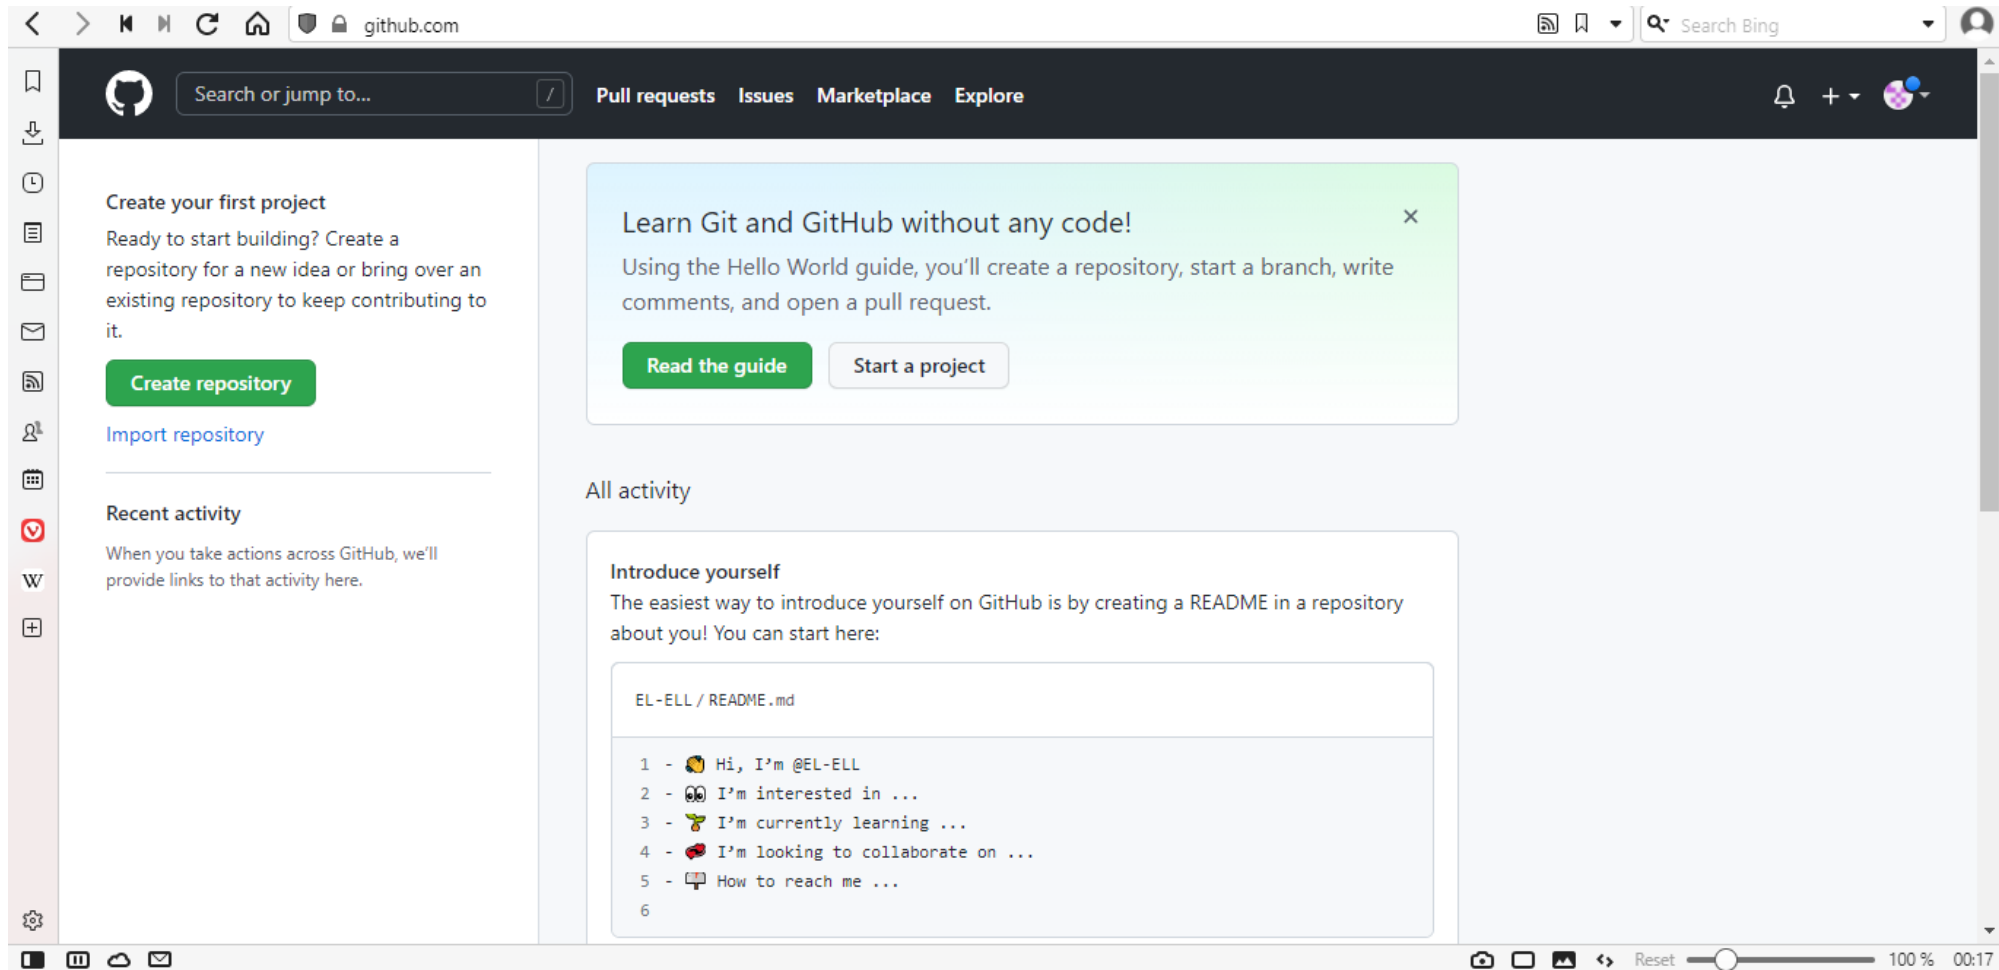 github.com
Search Bing
Search or jump to...
/
Pull requests
Issues
Marketplace
Explore
Create your first project
Ready to start building? Create a
repository for a new idea or bring over an
existing repository to keep contributing to
it.
Create repository
Import repository
Recent activity
When you take actions across GitHub, we'll
provide links to that activity here.
Learn Git and GitHub without any code!
Using the Hello World guide, you'll create a repository, start a branch, write
comments, and open a pull request.
Read the guide
Start a project
All activity
Introduce yourself
The easiest way to introduce yourself on GitHub is by creating a README in a repository
about you! You can start here:
EL-ELL / README.md
1 - 👋 Hi, I'm @EL-ELL
2 - 👀 I'm interested in ...
3 - 🌱 I'm currently learning ...
4 - 💞️ I'm looking to collaborate on ...
5 - 📫 How to reach me ...
6
W
Reset
100 %
00:17